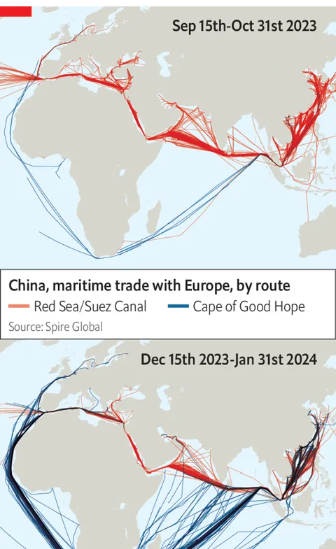 Sep 15th-Oct 31st 2023
China, maritime trade with Europe, by route
Red Sea/Suez Canal Cape of Good Hope
Source: Spire Global
Dec 15th 2023-Jan 31st 2024